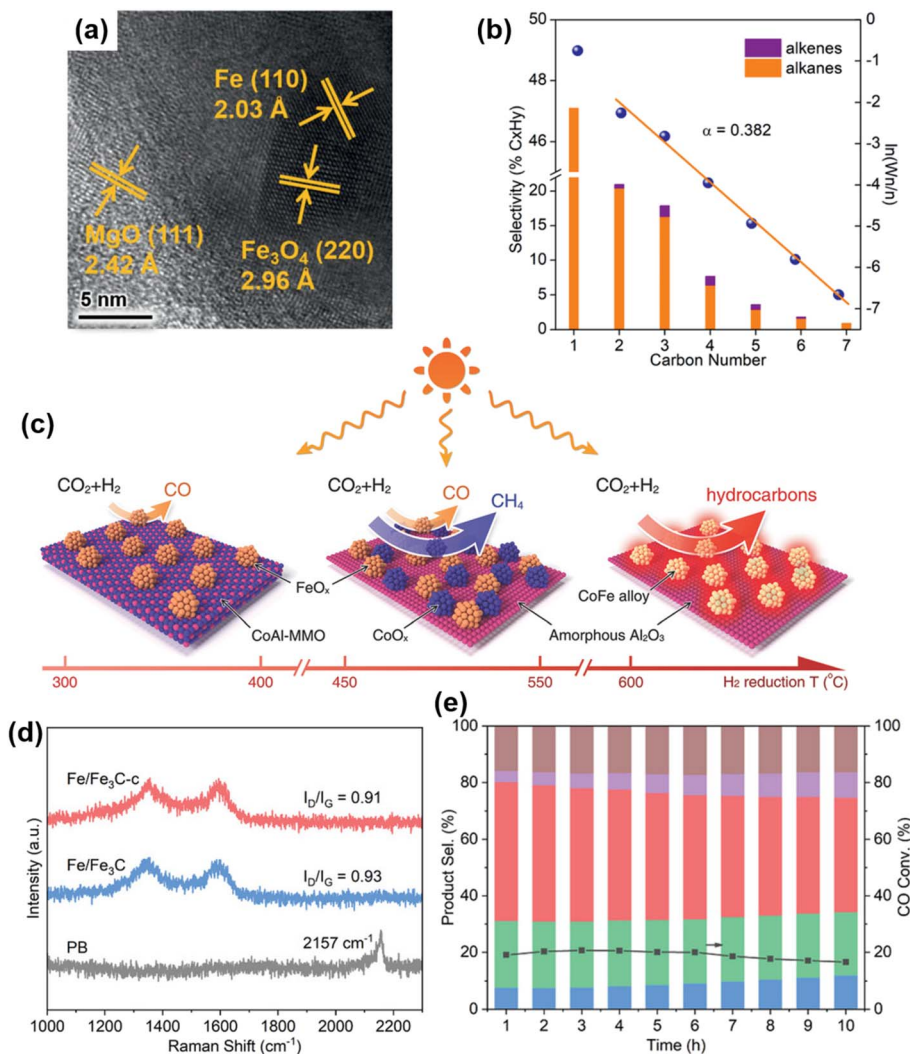 (a)
Fe (110)
2.03 Å
MgO (111)
2.42 Å
Fe₃O₄ (220)
2.96 Å
5 nm
(b)
alkenes
alkanes
α = 0.382
Selectivity (% CxHy)
50
48
46
20
15
10
5
0
ln(Wn/n)
0
-1
-2
-3
-4
-5
-6
-7
1 2 3 4 5 6 7
Carbon Number
(c)
CO₂+H₂
CO
CO₂+H₂
CO
CH₄
CO₂+H₂
hydrocarbons
FeOₓ
CoAl-MMO
CoOₓ
CoFe alloy
Amorphous Al₂O₃
300 400 450 550 600 H₂ reduction T (°C)
(d)
Fe/Fe₃C-c
I_D/I_G = 0.91
Fe/Fe₃C
I_D/I_G = 0.93
PB
2157 cm⁻¹
Intensity (a.u.)
1000 1200 1400 1600 1800 2000 2200
Raman Shift (cm⁻¹)
(e)
Product Sel. (%)
100
80
60
40
20
0
CO Conv. (%)
100
80
60
40
20
0
1 2 3 4 5 6 7 8 9 10
Time (h)